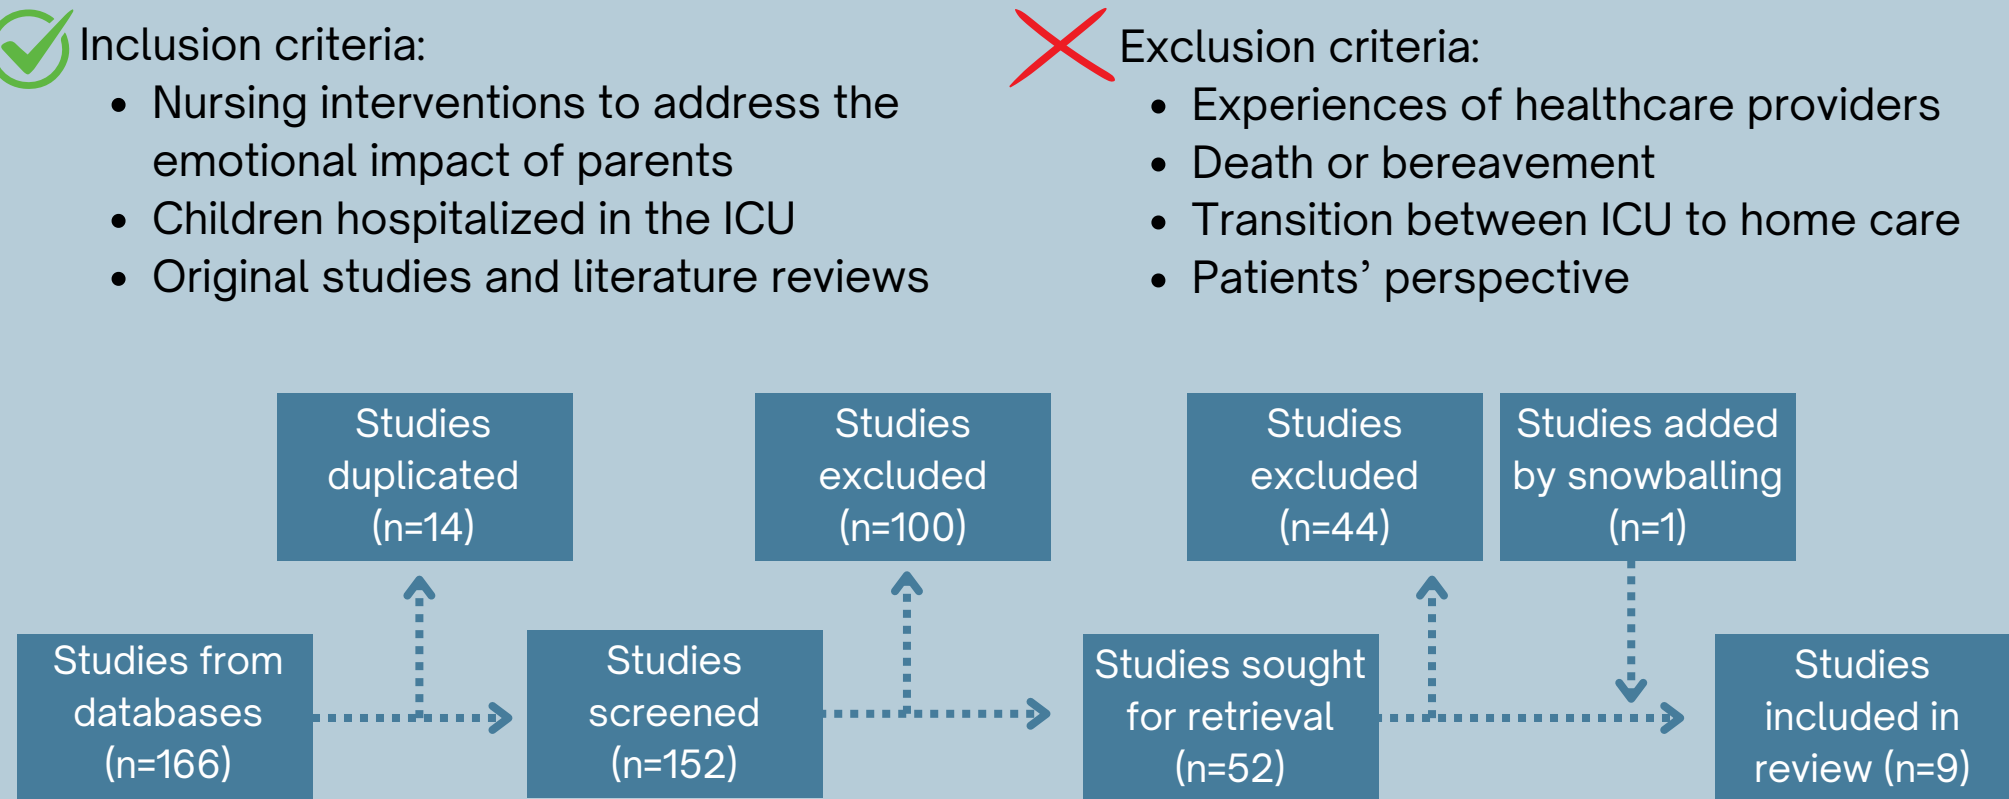 Inclusion criteria:
• Nursing interventions to address the
emotional impact of parents
• Children hospitalized in the ICU
• Original studies and literature reviews
Exclusion criteria:
• Experiences of healthcare providers
• Death or bereavement
• Transition between ICU to home care
• Patients’ perspective
Studies
duplicated
(n=14)
Studies
excluded
(n=100)
Studies
excluded
(n=44)
Studies added
by snowballing
(n=1)
Studies from
databases
(n=166)
Studies
screened
(n=152)
Studies sought
for retrieval
(n=52)
Studies
included in
review (n=9)